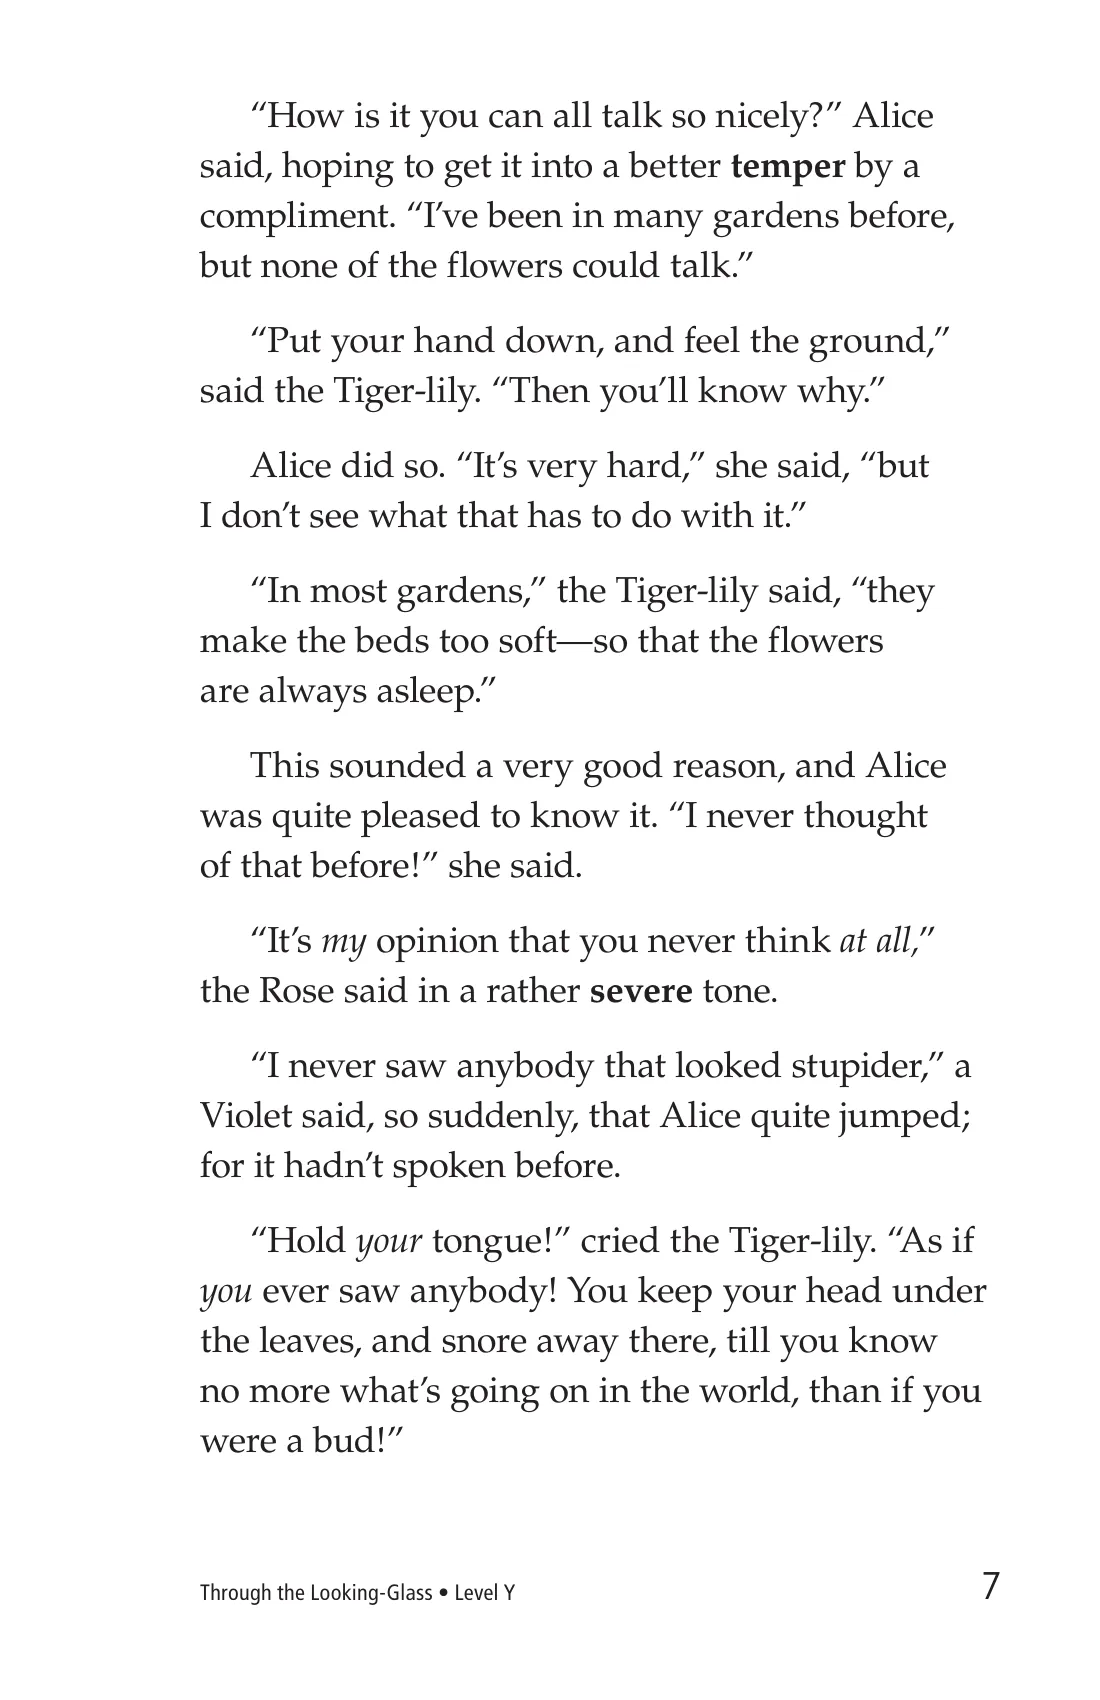 “How is it you can all talk so nicely?” Alice
said, hoping to get it into a better temper by a
compliment. “I’ve been in many gardens before,
but none of the flowers could talk.”
“Put your hand down, and feel the ground,”
said the Tiger-lily. “Then you’ll know why.”
Alice did so. “It’s very hard,” she said, “but
I don’t see what that has to do with it.”
“In most gardens,” the Tiger-lily said, “they
make the beds too soft—so that the flowers
are always asleep.”
This sounded a very good reason, and Alice
was quite pleased to know it. “I never thought
of that before!” she said.
“It’s my opinion that you never think at all,”
the Rose said in a rather severe tone.
“I never saw anybody that looked stupider,” a
Violet said, so suddenly, that Alice quite jumped;
for it hadn’t spoken before.
“Hold your tongue!” cried the Tiger-lily. “As if
you ever saw anybody! You keep your head under
the leaves, and snore away there, till you know
no more what’s going on in the world, than if you
were a bud!”
Through the Looking-Glass • Level Y
7